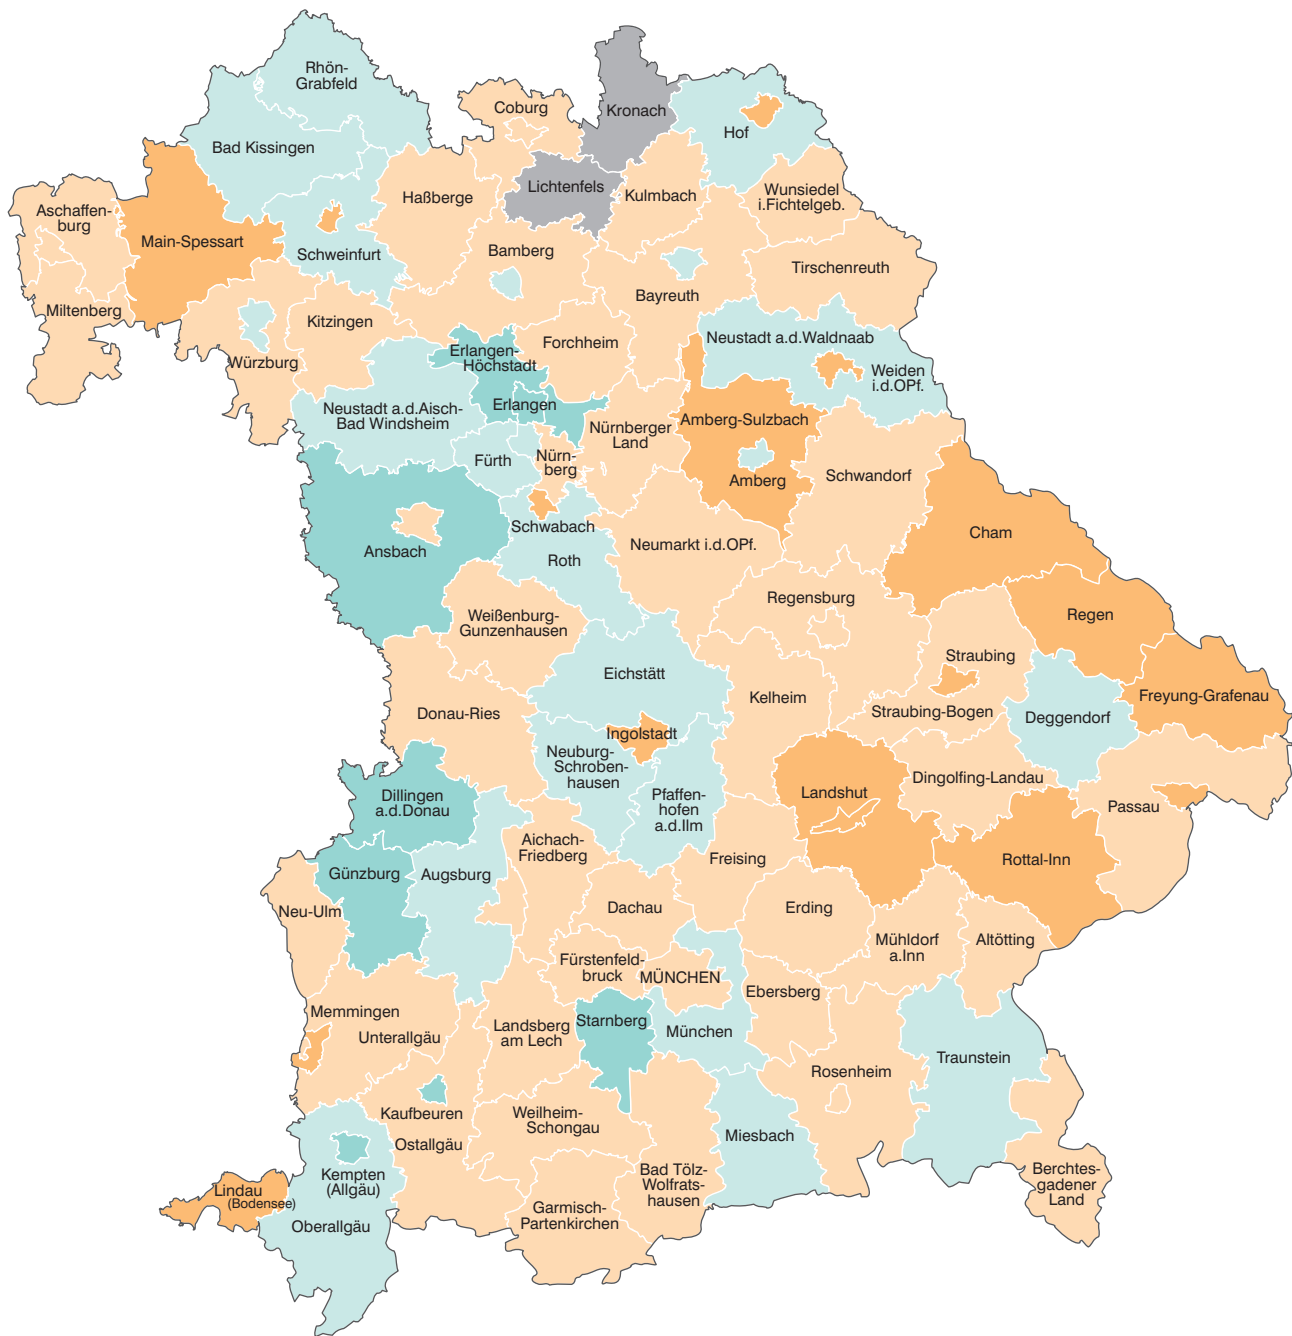 Rhön-
Grabfeld
Coburg
Kronach
Hof
Bad Kissingen
Lichtenfels
Kulmbach
Wunsiedel
i.Fichtelgeb.
Haßberge
Aschaffen-
burg
Main-Spessart
Schweinfurt
Bamberg
Tirschenreuth
Bayreuth
Miltenberg
Kitzingen
Würzburg
Forchheim
Neustadt a.d.Waldnaab
Erlangen-
Höchstadt
Weiden
i.d.OPf.
Erlangen
Neustadt a.d.Aisch-
Bad Windsheim
Nürnberger
Land
Amberg-Sulzbach
Fürth
Nürn-
berg
Amberg
Schwandorf
Schwabach
Cham
Ansbach
Neumarkt i.d.OPf.
Roth
Regensburg
Weißenburg-
Gunzenhausen
Regen
Straubing
Eichstätt
Kelheim
Freyung-Grafenau
Donau-Ries
Straubing-Bogen
Deggendorf
Ingolstadt
Neuburg-
Schroben-
hausen
Dingolfing-Landau
Dillingen
a.d.Donau
Pfaffen-
hofen
a.d.Ilm
Landshut
Passau
Aichach-
Friedberg
Freising
Rottal-Inn
Günzburg
Augsburg
Neu-Ulm
Dachau
Erding
Mühldorf
a.Inn
Altötting
Fürstenfeld-
bruck
MÜNCHEN
Ebersberg
Memmingen
Unterallgäu
Landsberg
am Lech
Starnberg
München
Traunstein
Rosenheim
Kaufbeuren
Weilheim-
Schongau
Ostallgäu
Miesbach
Kempten
(Allgäu)
Bad Tölz-
Wolfrats-
hausen
Berchtes-
gadener
Land
Lindau
(Bodensee)
Garmisch-
Partenkirchen
Oberallgäu